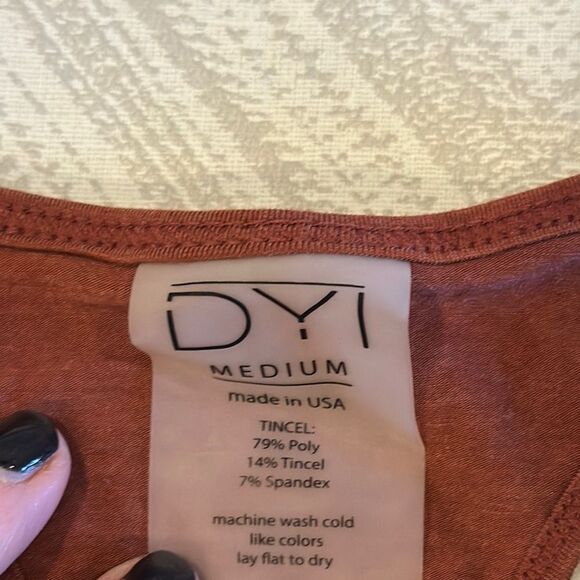 DYI
MEDIUM
made in USA
TINCEL:
79% Poly
14% Tincel
7% Spandex
machine wash cold
like colors
lay flat to dry